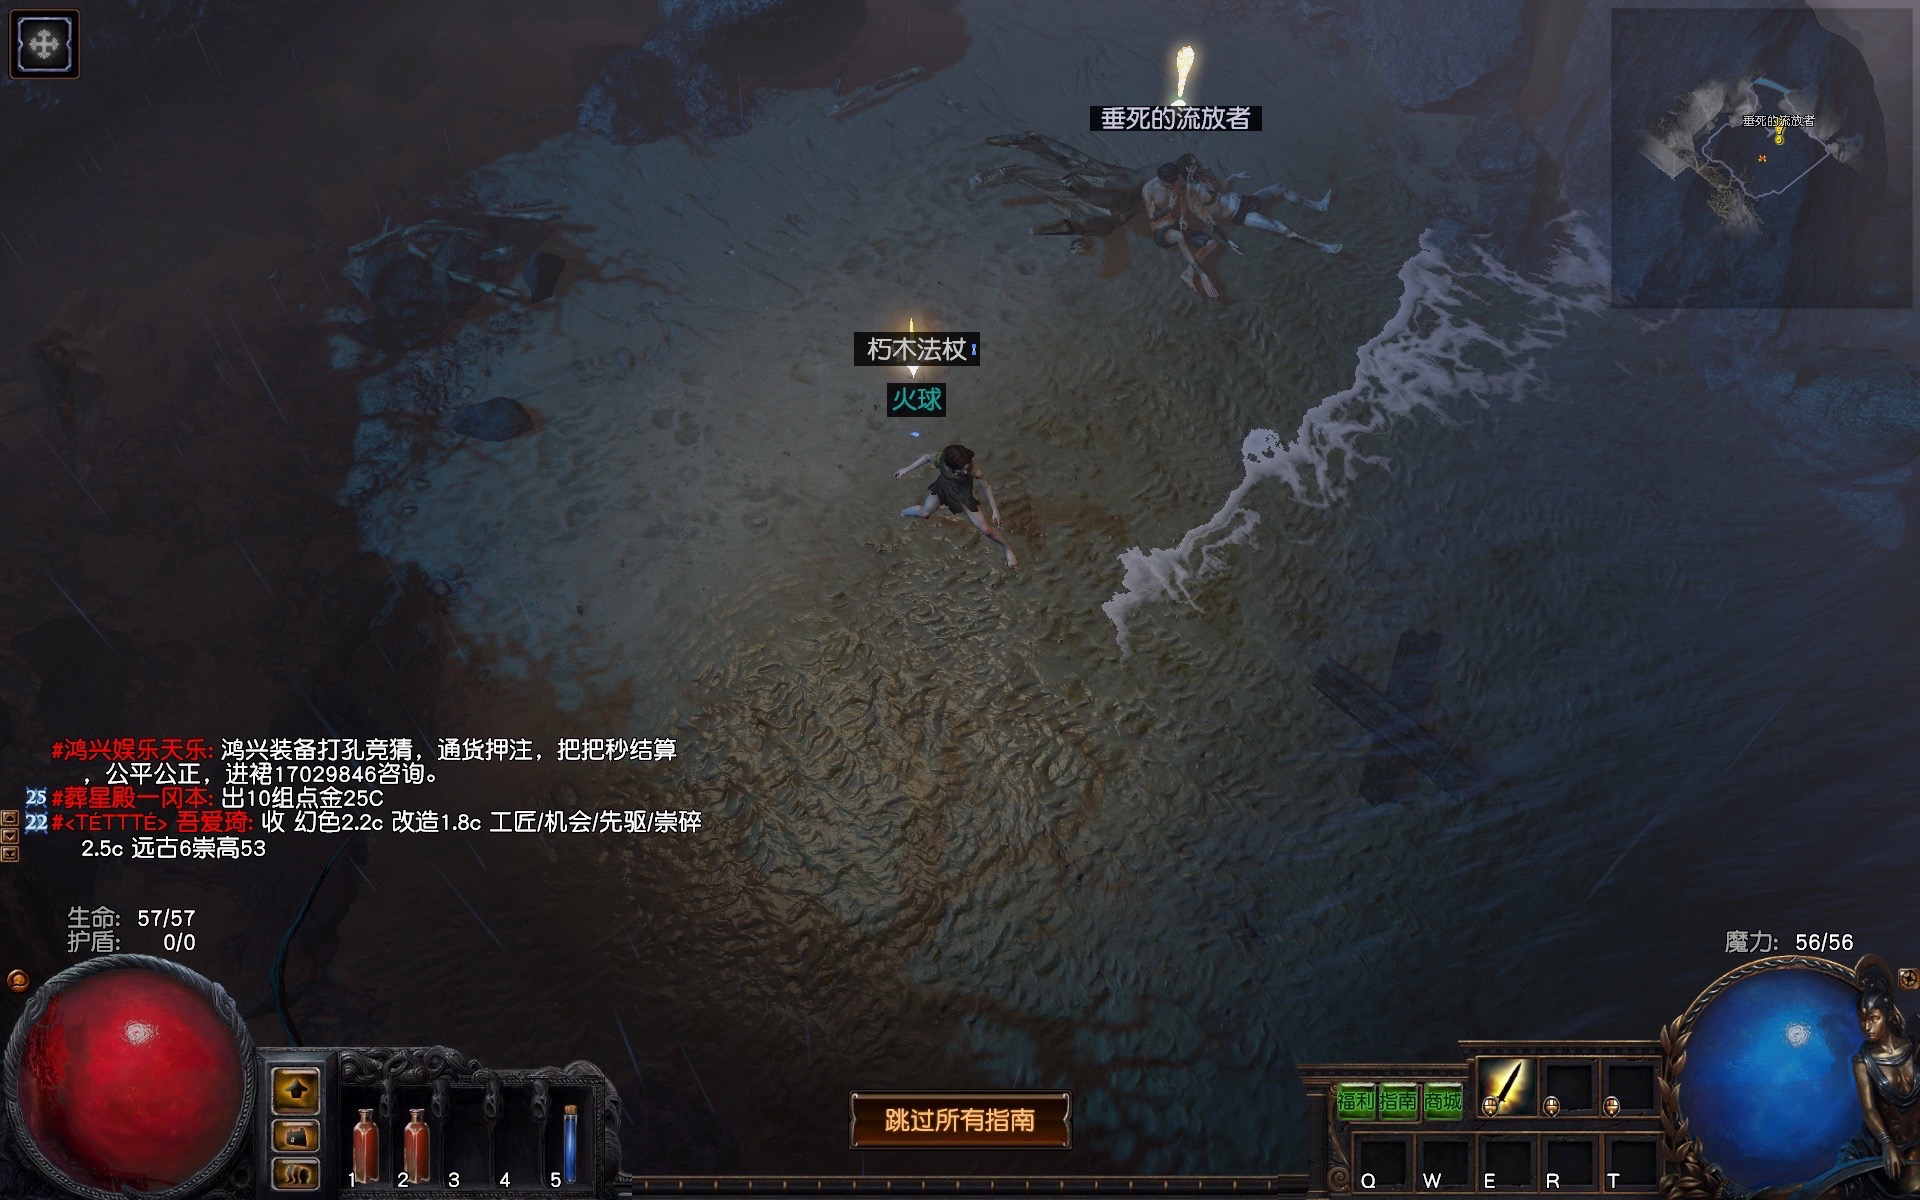 垂死的流放者
垂死的流放者
朽木法杖
火球
#鸿兴娱乐天乐: 鸿兴装备打孔竞猜，通货押注，把把秒结算
，公平公正，进裙17029846咨询。
25 #葬星殿一冈本: 出10组点金25C
22 #<TÉTTTÉ> 吾爱琦: 收 幻色2.2c 改造1.8c 工匠/机会/先驱/崇碎
2.5c 远古6崇高53
生命: 57/57
护盾: 0/0
魔力: 56/56
福利 指南 商城
跳过所有指南
1 2 3 4 5
Q W E R T